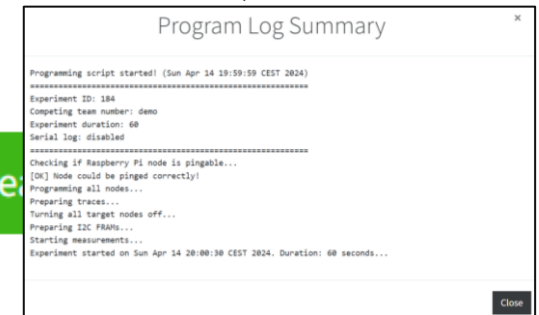 Program Log Summary
×
Programming script started! (Sun Apr 14 19:59:59 CEST 2024)
============================================================
Experiment ID: 184
Competing team number: demo
Experiment duration: 60
Serial log: disabled
============================================================
Checking if Raspberry Pi node is pingable...
[OK] Node could be pinged correctly!
Programming all nodes...
Preparing traces...
Turning all target nodes off...
Preparing I2C FRAMs...
Starting measurements...
Experiment started on Sun Apr 14 20:00:30 CEST 2024. Duration: 60 seconds...
Close